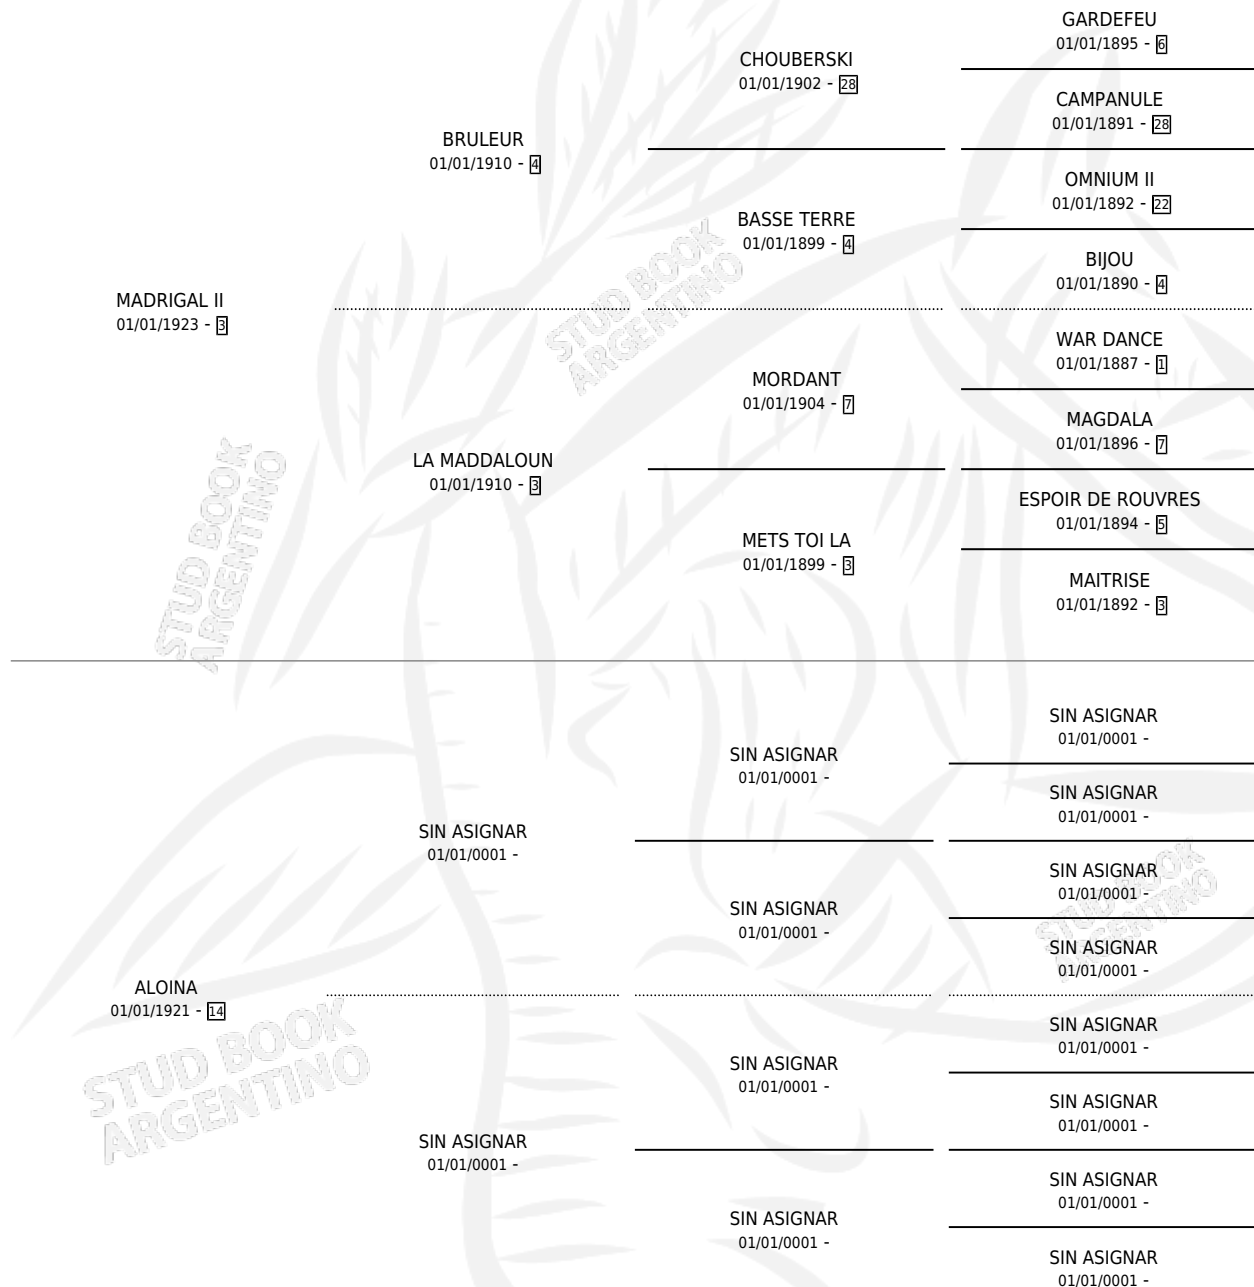 GARDEFEU
01/01/1895 - 6
CHOUBERSKI
01/01/1902 - 28
CAMPANULE
01/01/1891 - 28
BRULEUR
01/01/1910 - 4
OMNIUM II
01/01/1892 - 22
BASSE TERRE
01/01/1899 - 4
BIJOU
01/01/1890 - 4
MADRIGAL II
01/01/1923 - 3
WAR DANCE
01/01/1887 - 1
MORDANT
01/01/1904 - 7
MAGDALA
01/01/1896 - 7
LA MADDALOUN
01/01/1910 - 3
ESPOIR DE ROUVRES
01/01/1894 - 5
METS TOI LA
01/01/1899 - 3
MAITRISE
01/01/1892 - 3
STUD BOOK
ARGENTINO
STUD BOOK
ARGENTINO
SIN ASIGNAR
01/01/0001 -
SIN ASIGNAR
01/01/0001 -
SIN ASIGNAR
01/01/0001 -
SIN ASIGNAR
01/01/0001 -
SIN ASIGNAR
01/01/0001 -
SIN ASIGNAR
01/01/0001 -
SIN ASIGNAR
01/01/0001 -
ALOINA
01/01/1921 - 14
SIN ASIGNAR
01/01/0001 -
SIN ASIGNAR
01/01/0001 -
SIN ASIGNAR
01/01/0001 -
SIN ASIGNAR
01/01/0001 -
SIN ASIGNAR
01/01/0001 -
SIN ASIGNAR
01/01/0001 -
SIN ASIGNAR
01/01/0001 -
STUD BOOK
ARGENTINO
STUD BOOK
ARGENTINO